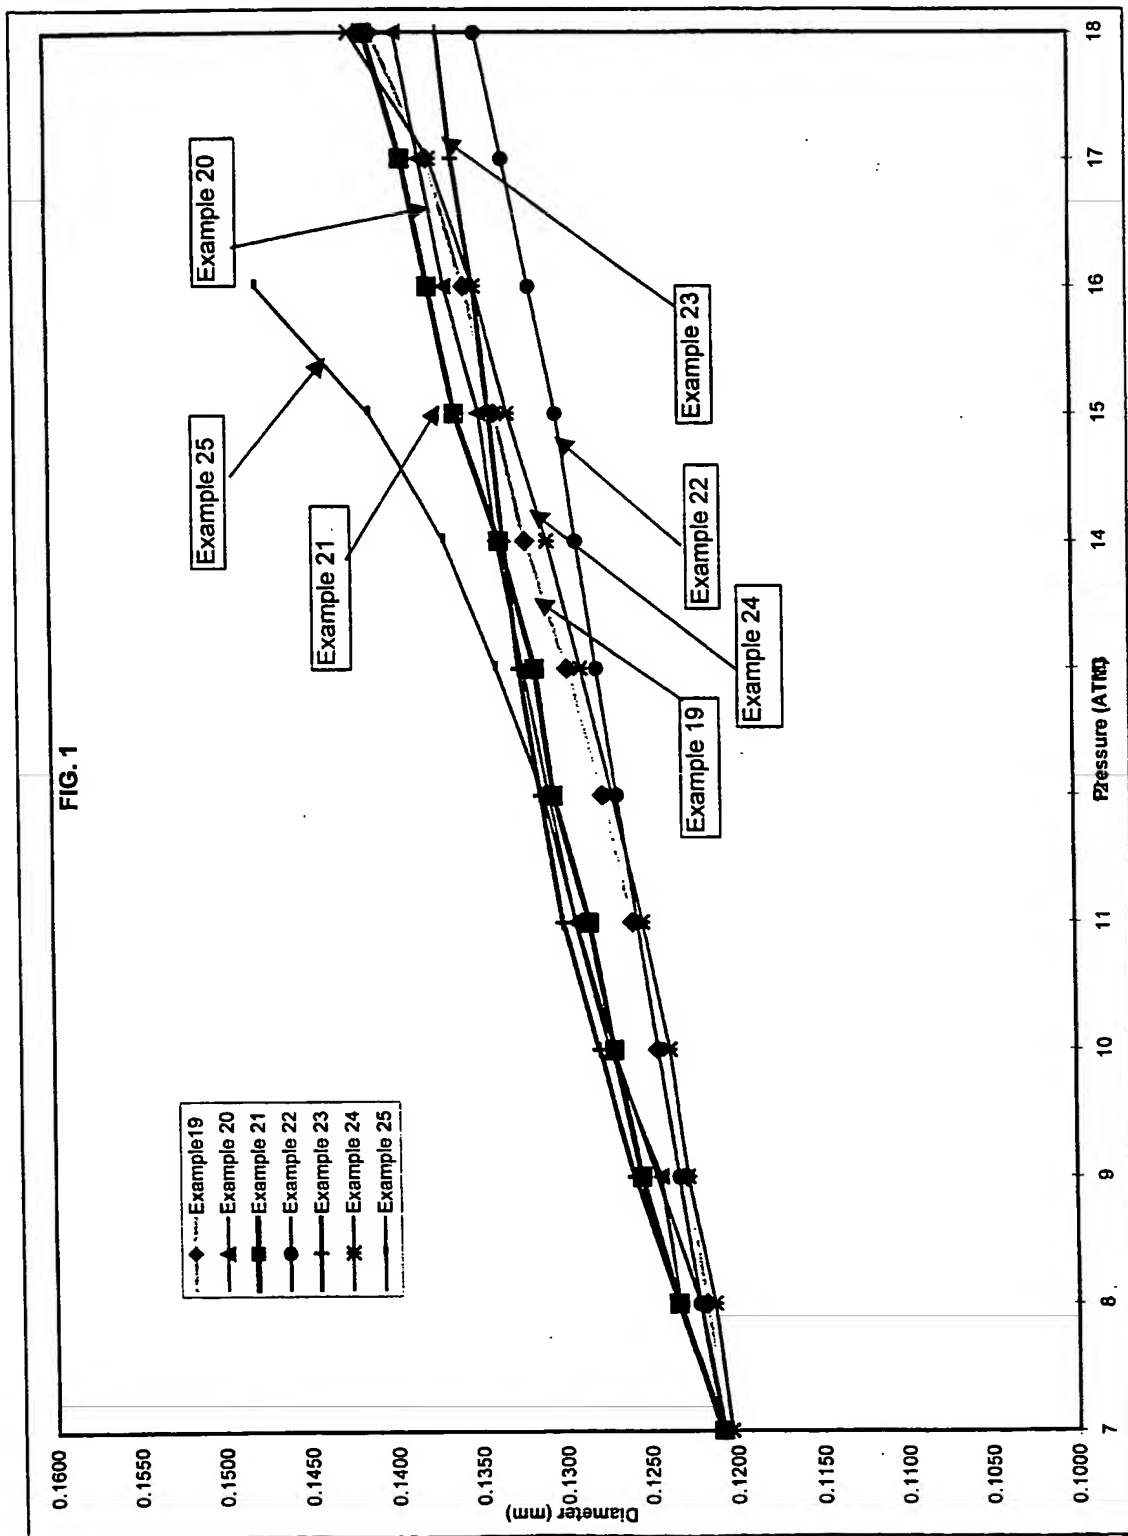 FIG. 1
Example 25
Example 20
Example 21
Example 23
Example 22
Example 24
Example 19
Example19
Example 20
Example 21
Example 22
Example 23
Example 24
Example 25
Diameter (mm)
0.1600
0.1550
0.1500
0.1450
0.1400
0.1350
0.1300
0.1250
0.1200
0.1150
0.1100
0.1050
0.1000
7
8
9
10
11
14
15
16
17
18
Pressure (ATM)